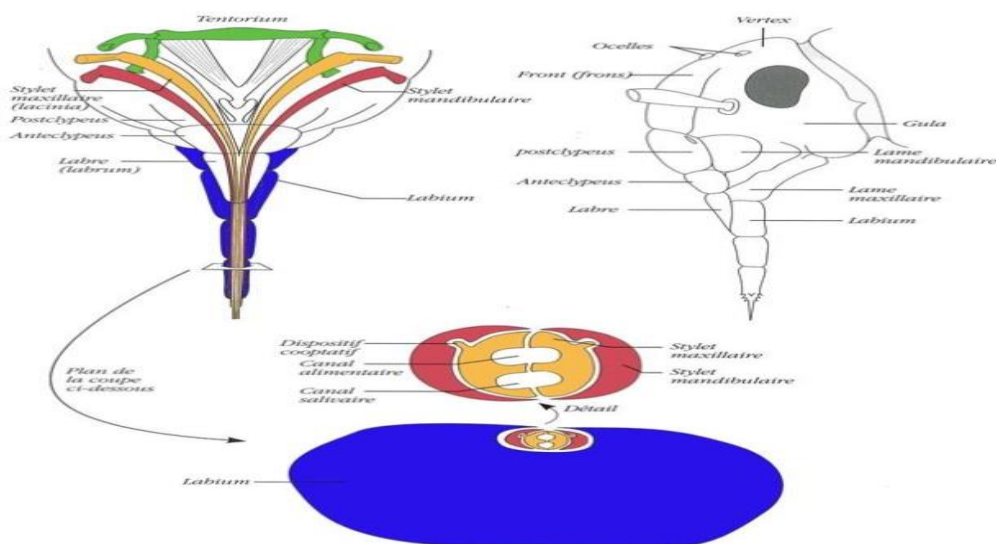 Tentorium
Stylet
maxillaire
(lacinia)
Postclypeus
Anteclypeus
Labre
(labrum)
Stylet
mandibulaire
Labium
Vertex
Ocelles
Front (frons)
Gula
postclypeus
Lame
mandibulaire
Anteclypeus
Lame
maxillaire
Labre
Labium
Plan de
la coupe
ci-dessous
Dispositif
cooptatif
Canal
alimentaire
Canal
salivaire
Stylet
maxillaire
Stylet
mandibulaire
Détail
Labium